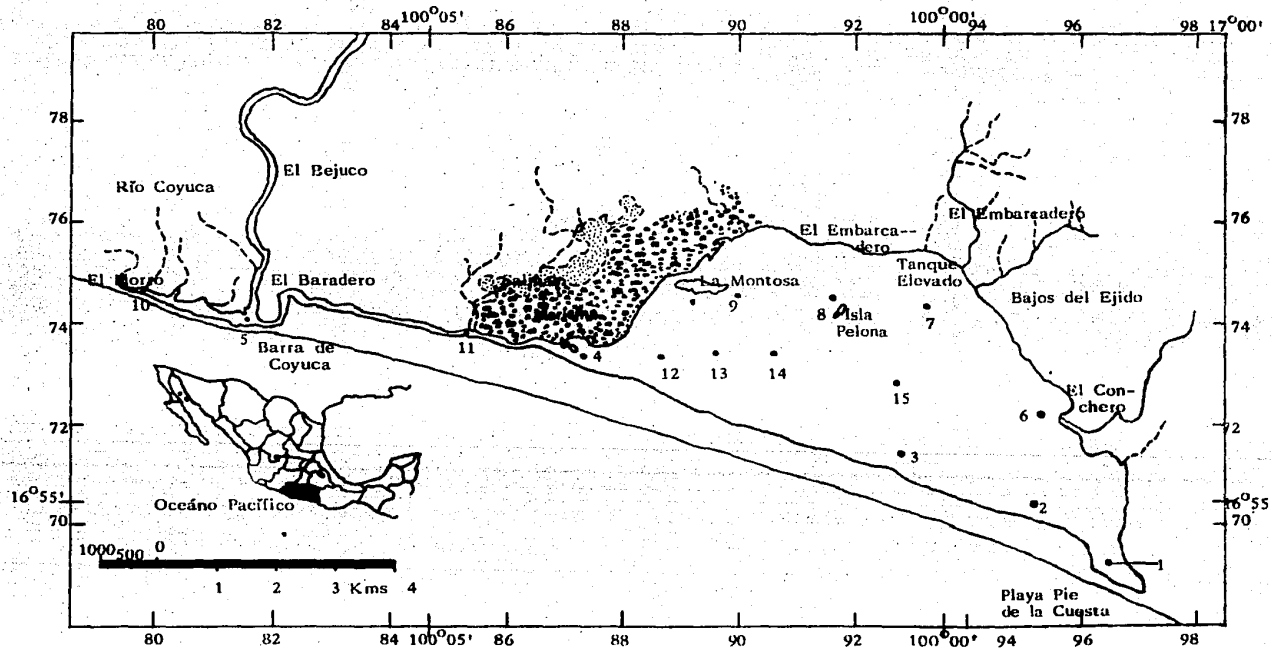 80
82
84
100°05'
86
88
90
92
100°00'
94
96
98
17°00'
78
78
El Bejuco
Río Coyuca
76
76
El Embarcadero
El Embarca--
dero
Tanque
Elevado
El Morro
El Baradero
Salinas
La Montosa
Bajos del Ejido
10
74
5
11
4
9
8
Isla
Pelona
7
74
Barra de
Coyuca
12
13
14
15
El Con-
chero
6
72
72
3
16°55'
70
Oceáno Pacífico
2
16°55
70
1000 500 0
1
2
3 Kms 4
1
Playa Pie
de la Cuesta
80
82
84
100°05'
86
88
90
92
100°00'
94
96
98